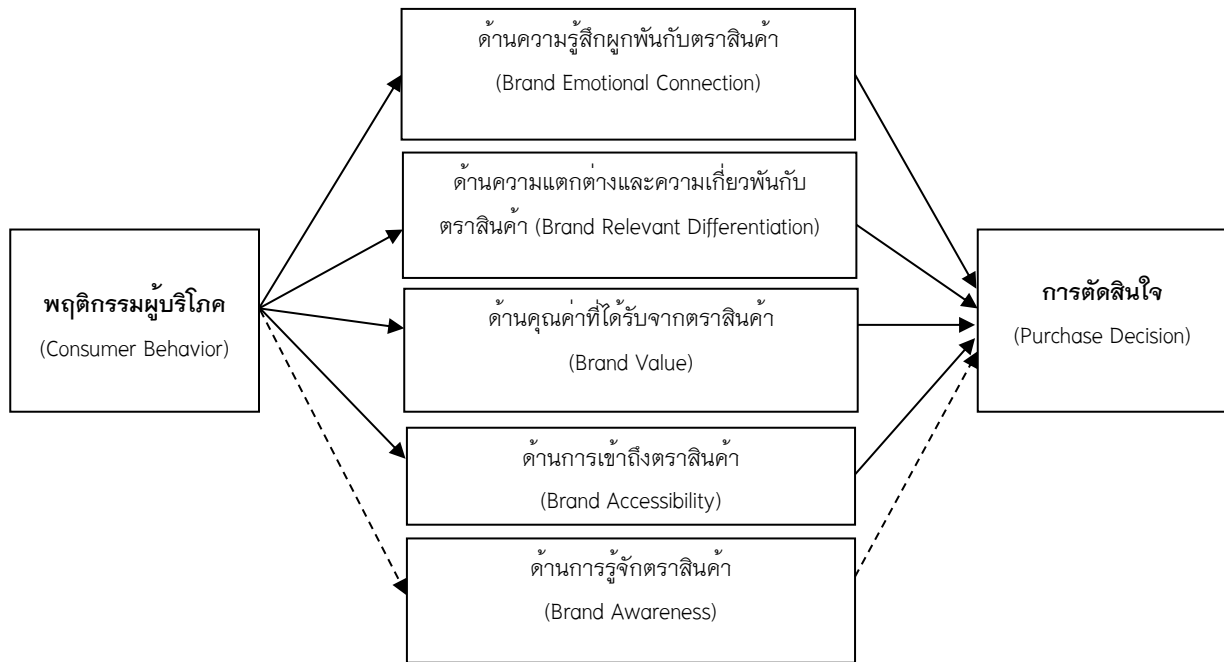 ด้านความรู้สึกผูกพันกับตราสินค้า
(Brand Emotional Connection)
ด้านความแตกต่างและความเกี่ยวพันกับ
ตราสินค้า (Brand Relevant Differentiation)
พฤติกรรมผู้บริโภค
(Consumer Behavior)
ด้านคุณค่าที่ได้รับจากตราสินค้า
(Brand Value)
การตัดสินใจ
(Purchase Decision)
ด้านการเข้าถึงตราสินค้า
(Brand Accessibility)
ด้านการรู้จักตราสินค้า
(Brand Awareness)